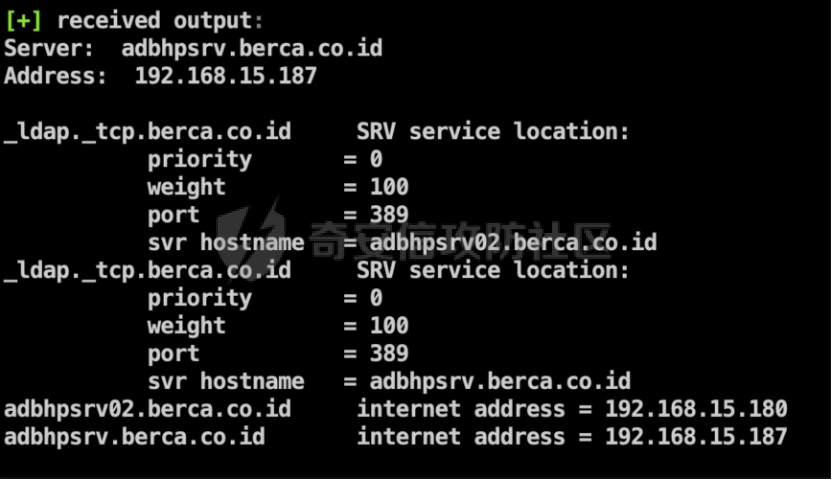 [+] received output:
Server:  adbhpsrv.berca.co.id
Address:  192.168.15.187
_ldap._tcp.berca.co.id     SRV service location:
priority       = 0
weight         = 100
port           = 389
svr hostname   = adbhpsrv02.berca.co.id
奇安信攻防社区
_ldap._tcp.berca.co.id     SRV service location:
priority       = 0
weight         = 100
port           = 389
svr hostname   = adbhpsrv.berca.co.id
adbhpsrv02.berca.co.id     internet address = 192.168.15.180
adbhpsrv.berca.co.id       internet address = 192.168.15.187